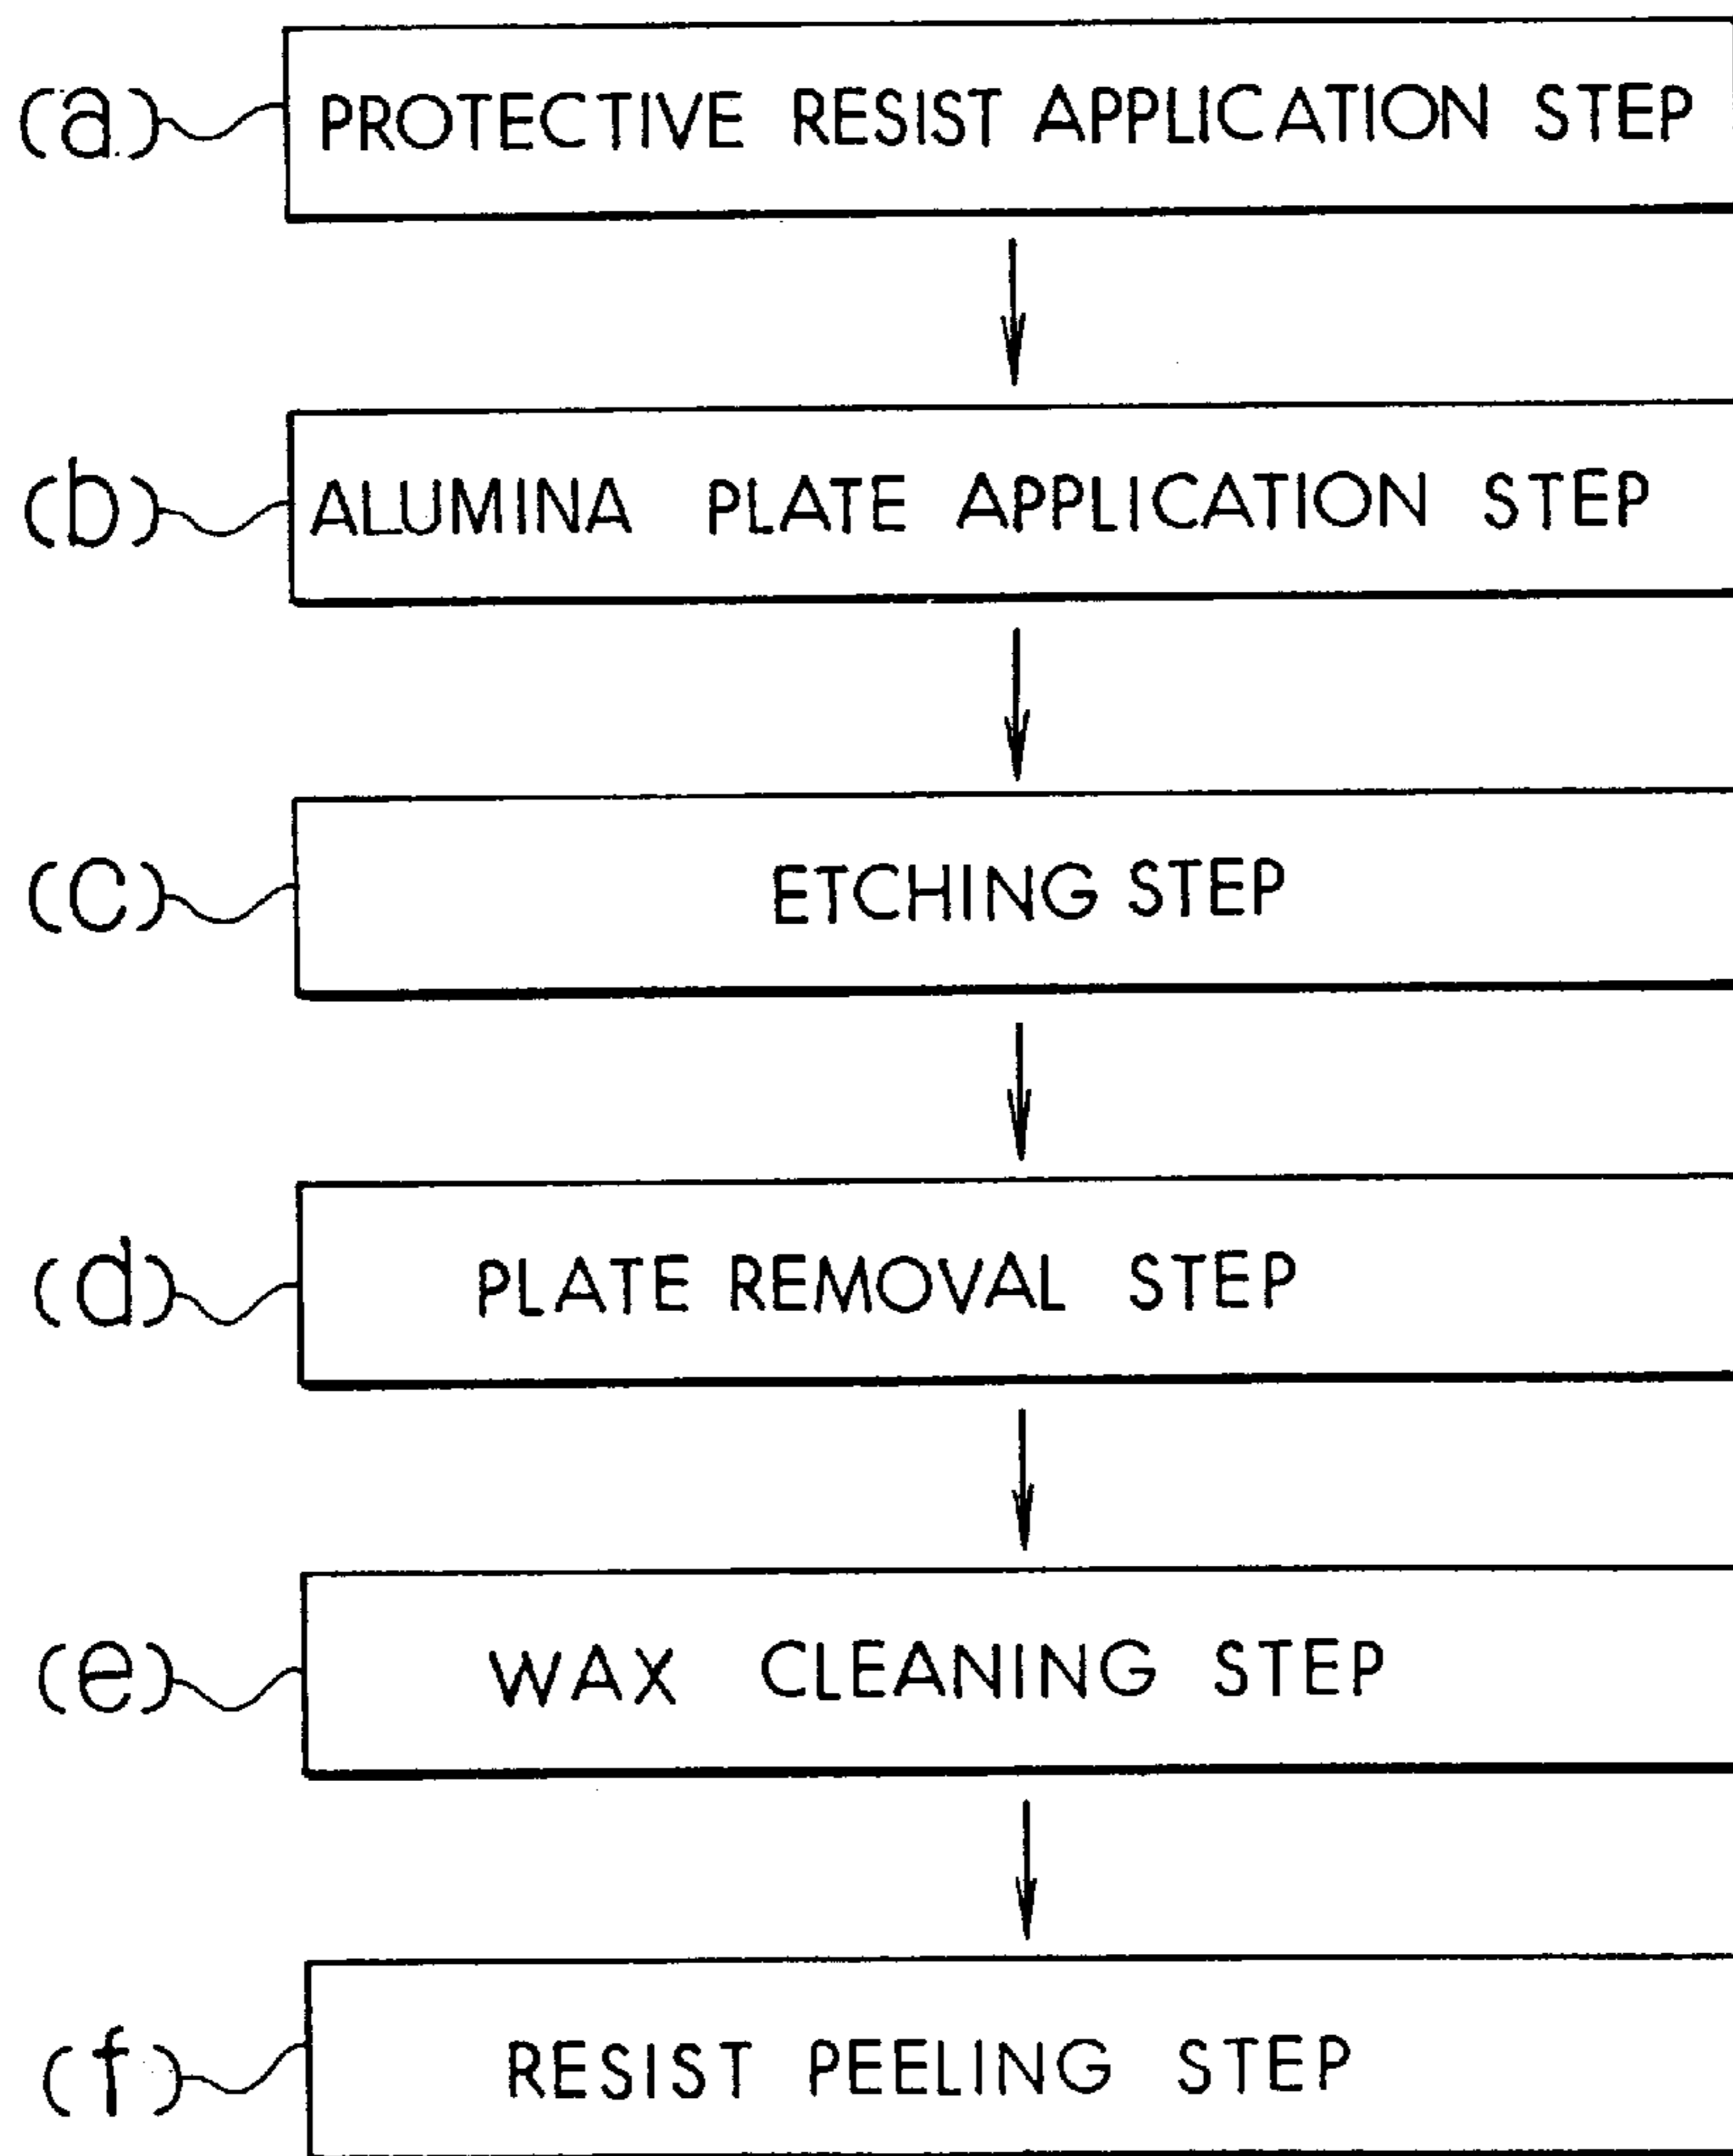 (a) PROTECTIVE RESIST APPLICATION STEP
(b) ALUMINA PLATE APPLICATION STEP
(c) ETCHING STEP
(d) PLATE REMOVAL STEP
(e) WAX CLEANING STEP
(f) RESIST PEELING STEP